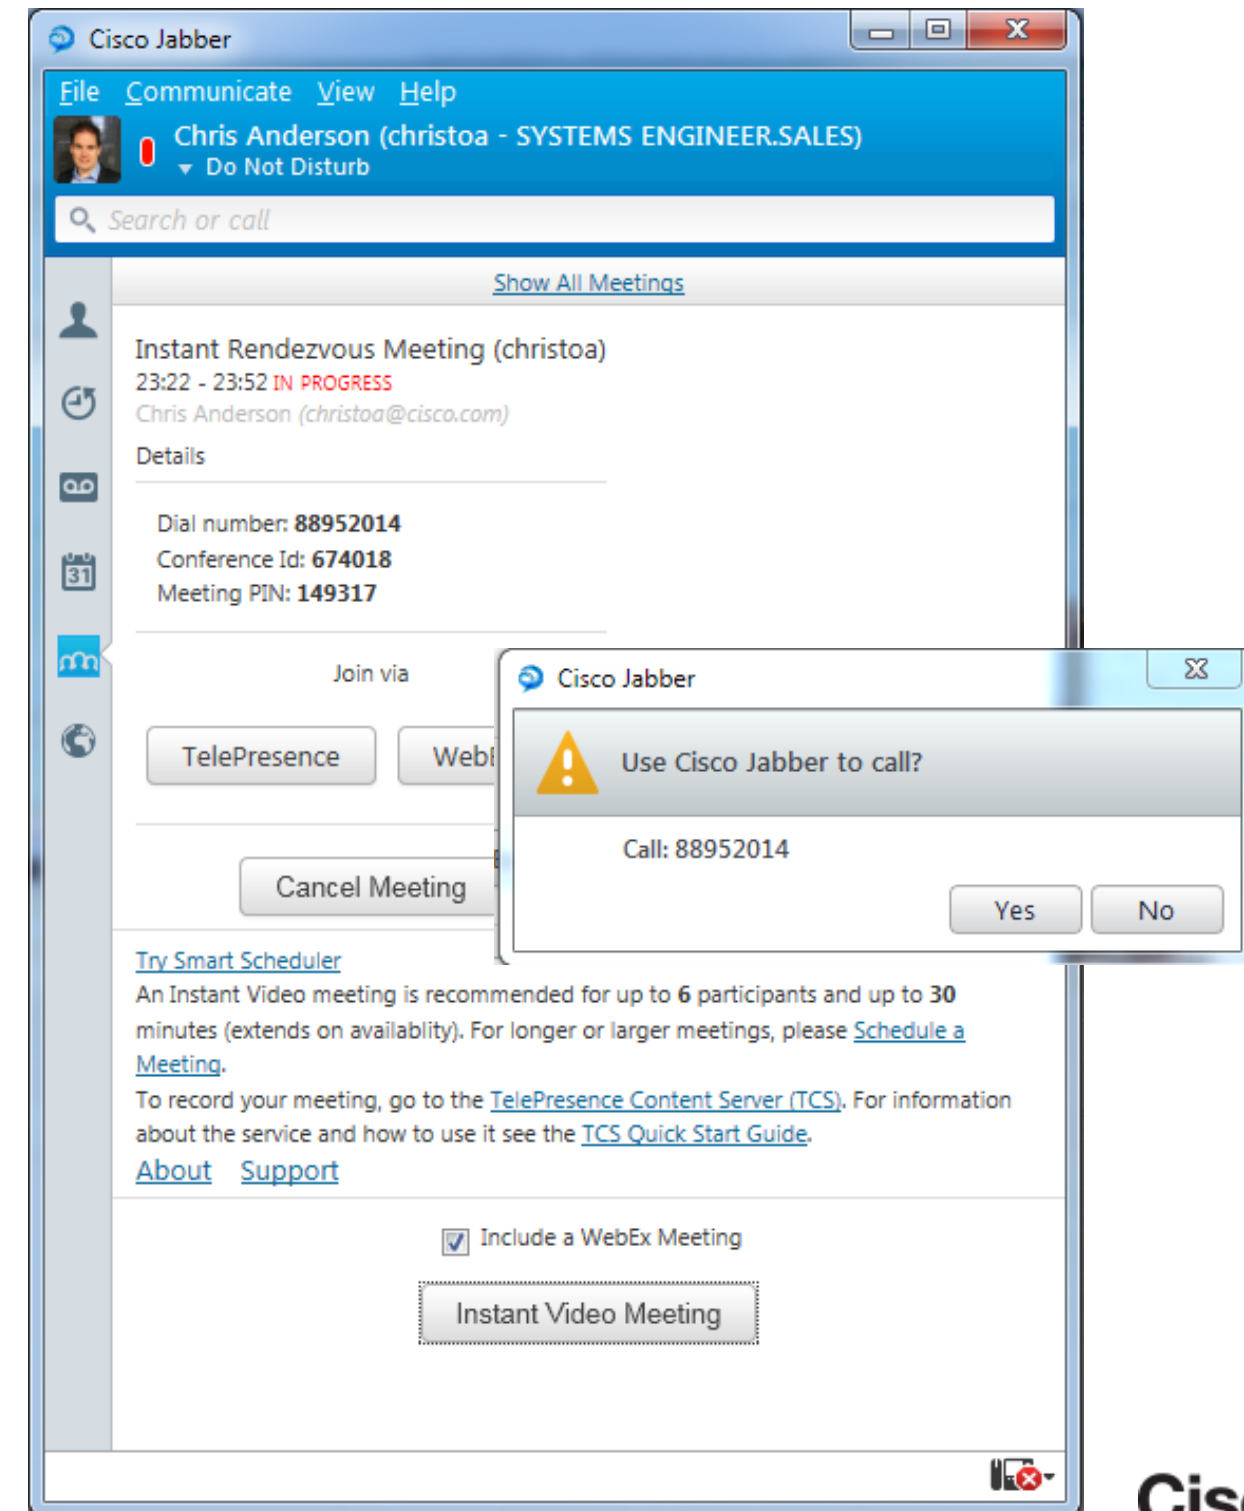 Cisco Jabber
File Communicate View Help
Chris Anderson (christoa - SYSTEMS ENGINEER.SALES)
Do Not Disturb
Search or call
Show All Meetings
Instant Rendezvous Meeting (christoa)
23:22 - 23:52 IN PROGRESS
Chris Anderson (christoa@cisco.com)
Details
Dial number: 88952014
Conference Id: 674018
Meeting PIN: 149317
31
Join via
TelePresence
Cancel Meeting
Cisco Jabber
Use Cisco Jabber to call?
Call: 88952014
Yes No
Try Smart Scheduler
An Instant Video meeting is recommended for up to 6 participants and up to 30
minutes (extends on availablity). For longer or larger meetings, please Schedule a
Meeting.
To record your meeting, go to the TelePresence Content Server (TCS). For information
about the service and how to use it see the TCS Quick Start Guide.
About Support
Include a WebEx Meeting
Instant Video Meeting